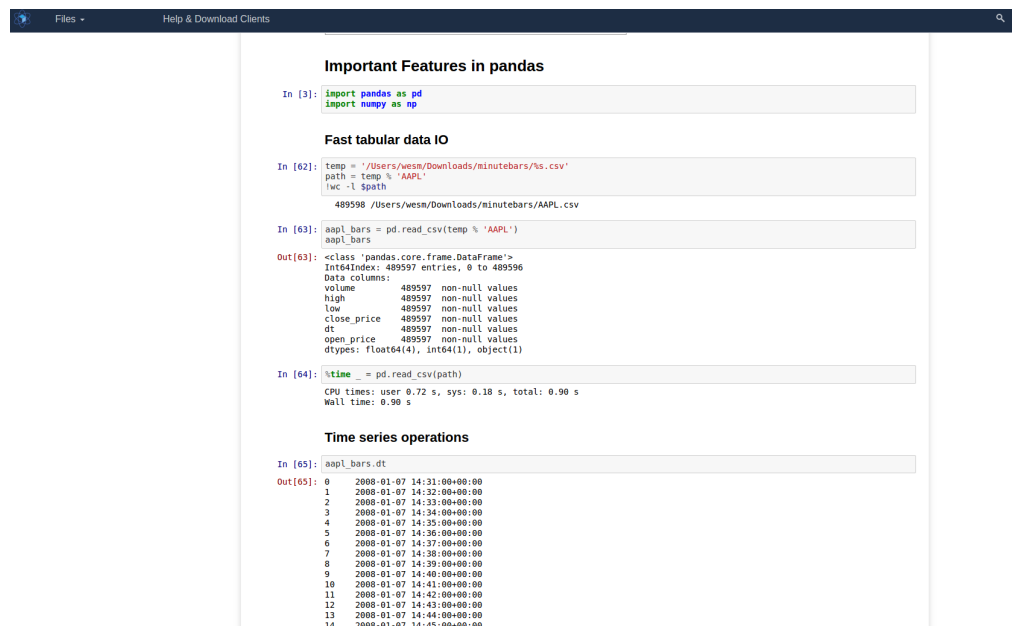 Files
Help & Download Clients
Important Features in pandas
In [3]: import pandas as pd
import numpy as np
Fast tabular data IO
In [62]: temp = '/Users/wesm/Downloads/minutebars/%s.csv'
path = temp % 'AAPL'
!wc -l $path
489598 /Users/wesm/Downloads/minutebars/AAPL.csv
In [63]: aapl_bars = pd.read_csv(temp % 'AAPL')
aapl_bars
Out[63]: <class 'pandas.core.frame.DataFrame'>
Int64Index: 489597 entries, 0 to 489596
Data columns:
volume         489597  non-null values
high           489597  non-null values
low            489597  non-null values
close_price    489597  non-null values
dt             489597  non-null values
open_price     489597  non-null values
dtypes: float64(4), int64(1), object(1)
In [64]: %time _ = pd.read_csv(path)
CPU times: user 0.72 s, sys: 0.18 s, total: 0.90 s
Wall time: 0.90 s
Time series operations
In [65]: aapl_bars.dt
Out[65]: 0     2008-01-07 14:31:00+00:00
1     2008-01-07 14:32:00+00:00
2     2008-01-07 14:33:00+00:00
3     2008-01-07 14:34:00+00:00
4     2008-01-07 14:35:00+00:00
5     2008-01-07 14:36:00+00:00
6     2008-01-07 14:37:00+00:00
7     2008-01-07 14:38:00+00:00
8     2008-01-07 14:39:00+00:00
9     2008-01-07 14:40:00+00:00
10    2008-01-07 14:41:00+00:00
11    2008-01-07 14:42:00+00:00
12    2008-01-07 14:43:00+00:00
13    2008-01-07 14:44:00+00:00
14    2008-01-07 14:45:00+00:00